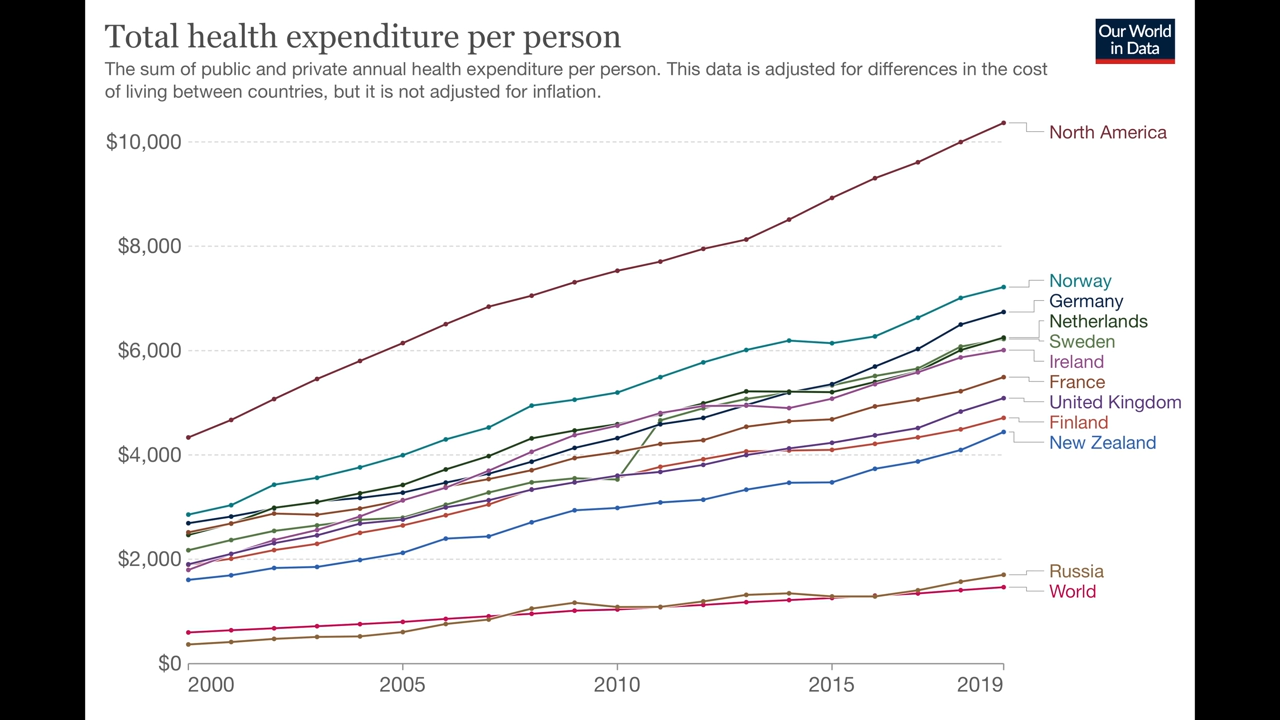 Total health expenditure per person
Our World
in Data
The sum of public and private annual health expenditure per person. This data is adjusted for differences in the cost
of living between countries, but it is not adjusted for inflation.
$10,000
North America
$8,000
Norway
Germany
Netherlands
$6,000
Sweden
Ireland
France
United Kingdom
Finland
$4,000
New Zealand
$2,000
Russia
World
$0
2000
2005
2010
2015
2019